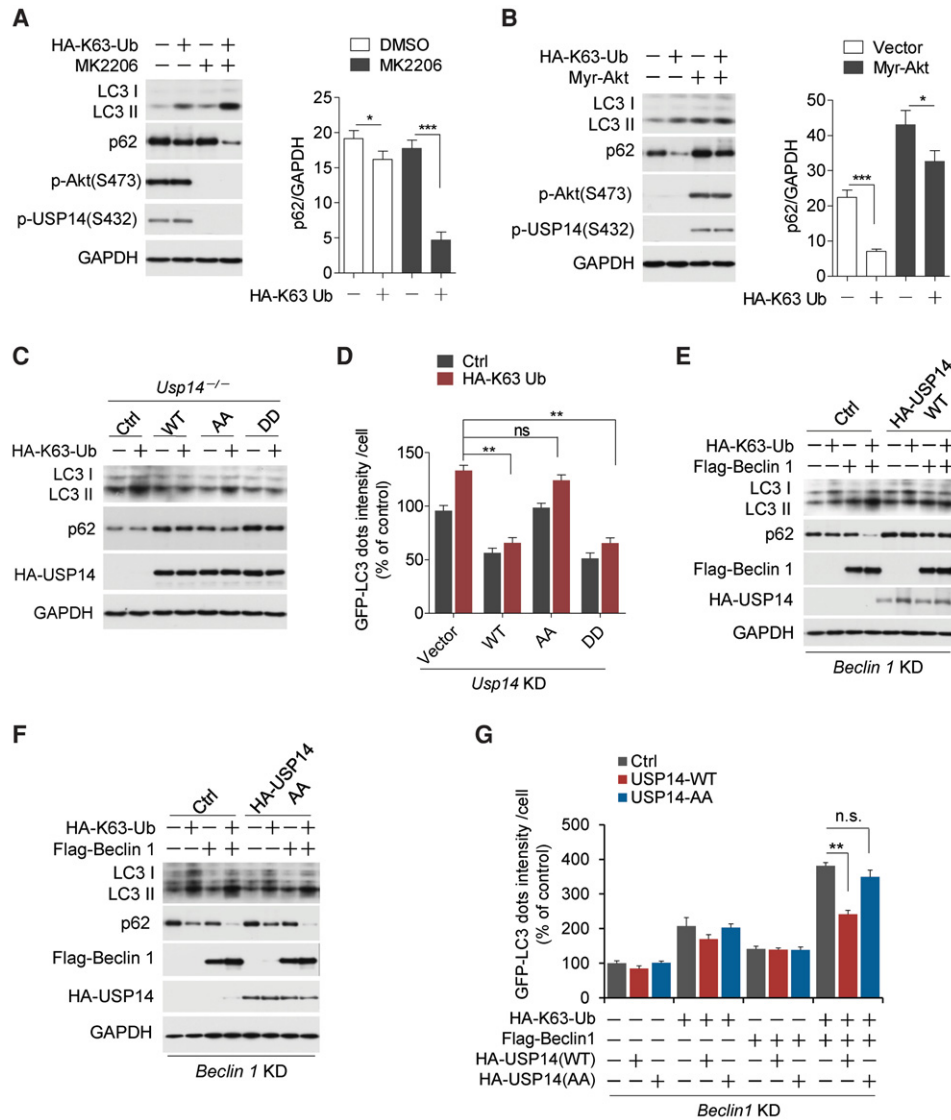 A
HA-K63-Ub − + − +
MK2206 − − + +
LC3 I
LC3 II
p62
p-Akt(S473)
p-USP14(S432)
GAPDH
DMSO
MK2206
p62/GAPDH
25
20
15
10
5
0
* ***
− + − +
HA-K63 Ub
B
HA-K63-Ub − + − +
Myr-Akt − − + +
LC3 I
LC3 II
p62
p-Akt(S473)
p-USP14(S432)
GAPDH
Vector
Myr-Akt
p62/GAPDH
50
40
30
20
10
0
*** *
HA-K63 Ub − + − +
C
Usp14−/−
Ctrl WT AA DD
HA-K63-Ub − + − + − + − +
LC3 I
LC3 II
p62
HA-USP14
GAPDH
D
Ctrl
HA-K63 Ub
GFP-LC3 dots intensity /cell
(% of control)
150
100
50
0
**
ns
**
Vector WT AA DD
Usp14 KD
E
Ctrl HA-USP14 WT
HA-K63-Ub − + − + − + − +
Flag-Beclin 1 − − + + − − + +
LC3 I
LC3 II
p62
Flag-Beclin 1
HA-USP14
GAPDH
Beclin 1 KD
F
Ctrl HA-USP14 AA
HA-K63-Ub − + − + − + − +
Flag-Beclin 1 − − + + − − + +
LC3 I
LC3 II
p62
Flag-Beclin 1
HA-USP14
GAPDH
Beclin 1 KD
G
Ctrl
USP14-WT
USP14-AA
GFP-LC3 dots intensity /cell
(% of control)
500
400
300
200
100
0
n.s.
**
HA-K63-Ub − − − + + + − − − + + +
Flag-Beclin1 − − − − − − + + + + + +
HA-USP14(WT) − + − − + − − + − − + −
HA-USP14(AA) − − + − − + − − + − − +
Beclin1 KD